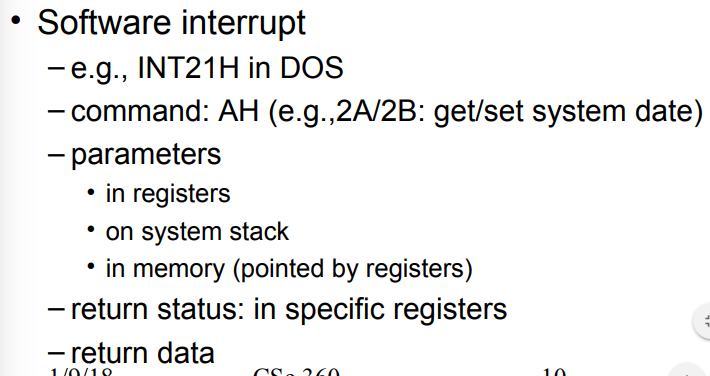 • Software interrupt
– e.g., INT21H in DOS
– command: AH (e.g.,2A/2B: get/set system date)
– parameters
• in registers
• on system stack
• in memory (pointed by registers)
– return status: in specific registers
– return data
1/9/18 CSc 360 10